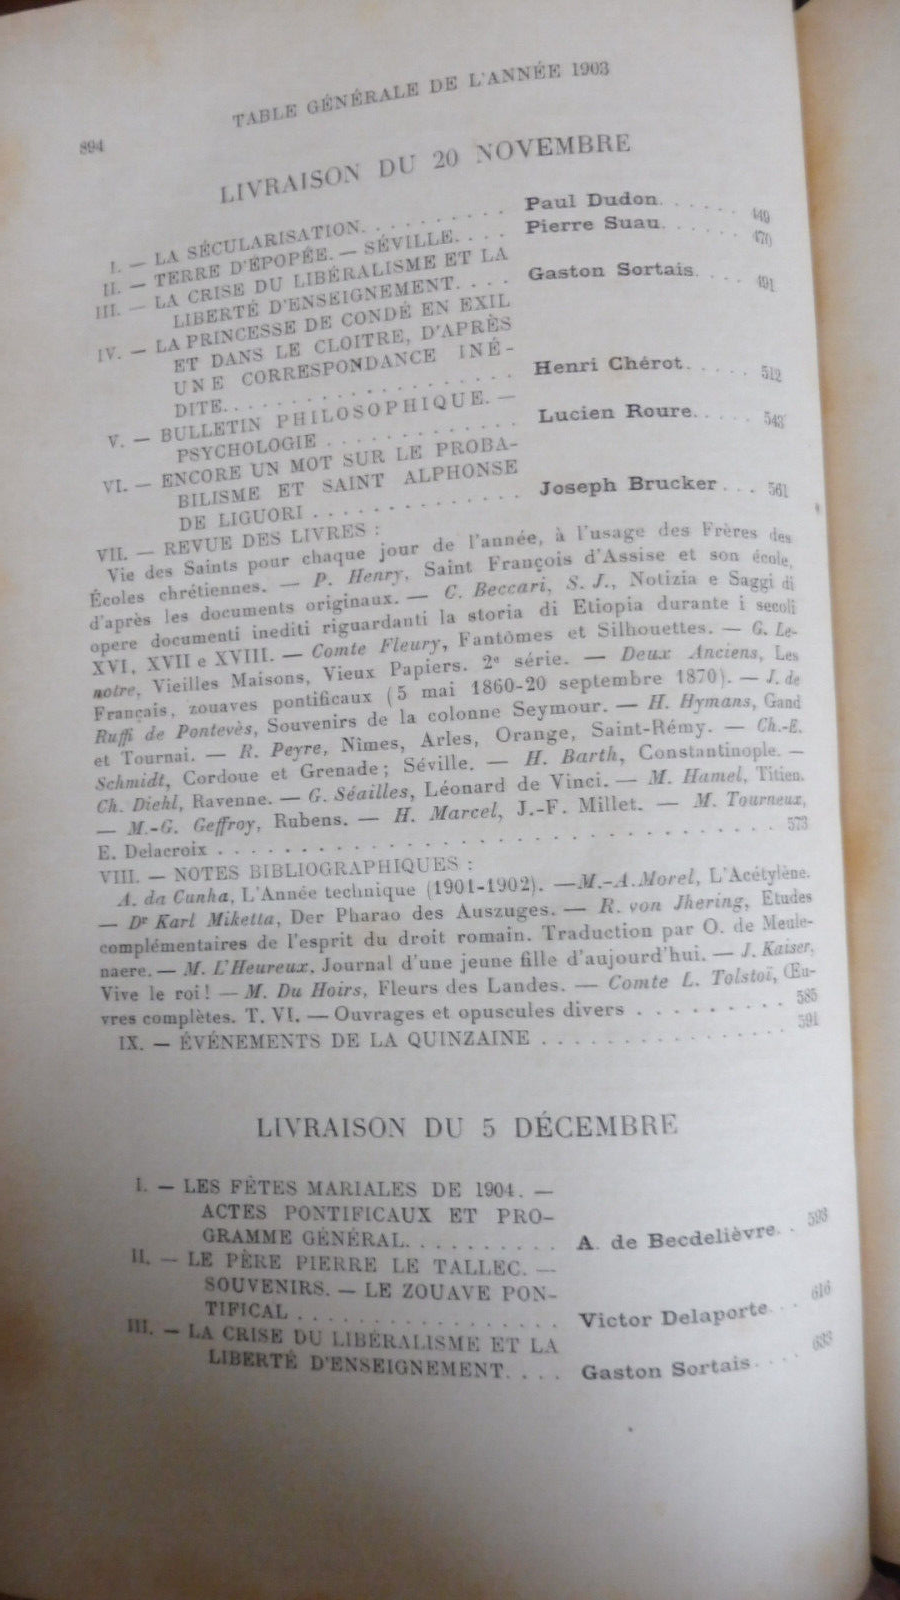 894
TABLE GÉNÉRALE DE L'ANNÉE 1903
LIVRAISON DU 20 NOVEMBRE
I. — LA SÉCULARISATION. . . . . . . . . . Paul Dudon. . . . . . 449
II. — TERRE D'ÉPOPÉE. — SÉVILLE. . . . Pierre Suau. . . . . . 470
III. — LA CRISE DU LIBÉRALISME ET LA
LIBERTÉ D'ENSEIGNEMENT. . . . Gaston Sortais. . . . 491
IV. — LA PRINCESSE DE CONDÉ EN EXIL
ET DANS LE CLOITRE, D'APRÈS
UNE CORRESPONDANCE INÉ-
DITE. . . . . . . . . . . . . . . . . . Henri Chérot. . . . . 512
V. — BULLETIN PHILOSOPHIQUE. —
PSYCHOLOGIE . . . . . . . . . . . . Lucien Roure. . . . . 543
VI. — ENCORE UN MOT SUR LE PROBA-
BILISME ET SAINT ALPHONSE
DE LIGUORI . . . . . . . . . . . . . Joseph Brucker . . . 561
VII. — REVUE DES LIVRES :
Vie des Saints pour chaque jour de l'année, à l'usage des Frères des
Écoles chrétiennes. — P. Henry, Saint François d'Assise et son école,
d'après les documents originaux. — C. Beccari, S. J., Notizia e Saggi di
opere documenti inediti riguardanti la storia di Etiopia durante i secoli
XVI, XVII e XVIII. — Comte Fleury, Fantômes et Silhouettes. — G. Le-
notre, Vieilles Maisons, Vieux Papiers. 2e série. — Deux Anciens, Les
Français, zouaves pontificaux (5 mai 1860-20 septembre 1870). — J. de
Ruffi de Pontevès, Souvenirs de la colonne Seymour. — H. Hymans, Gand
et Tournai. — R. Peyre, Nîmes, Arles, Orange, Saint-Rémy. — Ch.-E.
Schmidt, Cordoue et Grenade; Séville. — H. Barth, Constantinople. —
Ch. Diehl, Ravenne. — G. Séailles, Léonard de Vinci. — M. Hamel, Titien.
— M.-G. Geffroy, Rubens. — H. Marcel, J.-F. Millet. — M. Tourneux,
E. Delacroix . . . . . . . . . . . . . . . . . . . . . . . . . . . . . . 573
VIII. — NOTES BIBLIOGRAPHIQUES :
A. da Cunha, L'Année technique (1901-1902). — M.-A. Morel, L'Acétylène.
— Dr Karl Miketta, Der Pharao des Auszuges. — R. von Jhering, Etudes
complémentaires de l'esprit du droit romain. Traduction par O. de Meule-
naere. — M. L'Heureux, Journal d'une jeune fille d'aujourd'hui. — J. Kaiser,
Vive le roi! — M. Du Hoirs, Fleurs des Landes. — Comte L. Tolstoï, Œu-
vres complètes. T. VI. — Ouvrages et opuscules divers . . . . . . . . . 585
IX. — ÉVÉNEMENTS DE LA QUINZAINE . . . . . . . . . . . . . . 591
LIVRAISON DU 5 DÉCEMBRE
I. — LES FÊTES MARIALES DE 1904. —
ACTES PONTIFICAUX ET PRO-
GRAMME GÉNÉRAL. . . . . . . . . . A. de Becdelièvre. . 593
II. — LE PÈRE PIERRE LE TALLEC. —
SOUVENIRS. — LE ZOUAVE PON-
TIFICAL . . . . . . . . . . . . . . . . Victor Delaporte. . . 616
III. — LA CRISE DU LIBÉRALISME ET LA
LIBERTÉ D'ENSEIGNEMENT. . . . Gaston Sortais. . . . 633